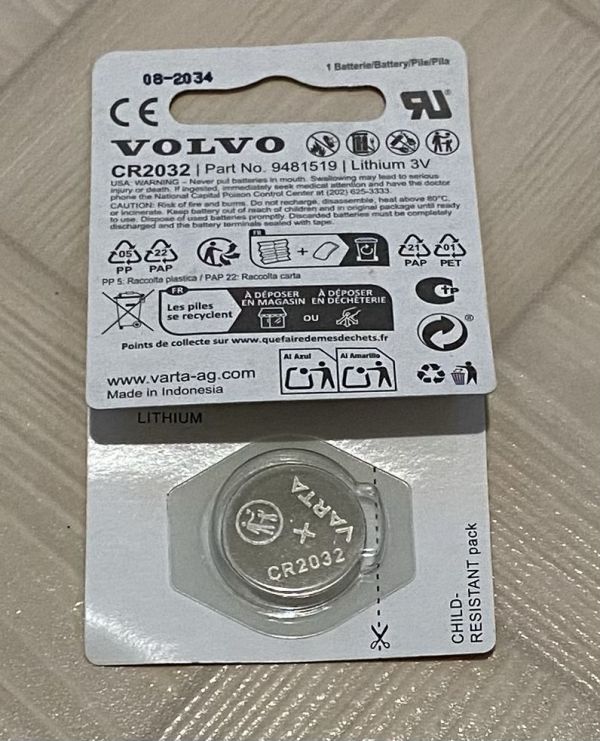 08-2034
1 Batterie/Battery/Pile/Pila
CE
VOLVO
CR2032 | Part No. 9481519 | Lithium 3V
USA: WARNING – Never put batteries in mouth. Swallowing may lead to serious
injury or death. If ingested, immediately seek medical attention and have the doctor
phone the National Capital Poison Control Center at (202) 625-3333.
CAUTION: Risk of fire and burns. Do not recharge, disassemble, heat above 80°C
or incinerate. Keep battery out of reach of children and in original package until ready
to use. Dispose of used batteries promptly. Discarded batteries must be completely
discharged and the battery terminals sealed with tape.
05
PP
22
PAP
FR
+
21
PAP
01
PET
PP 5: Raccolta plastica / PAP 22: Raccolta carta
FR
Les piles
se recyclent
À DÉPOSER
EN MAGASIN
OU
À DÉPOSER
EN DÉCHÈTERIE
®
Points de collecte sur www.quefairedemesdechets.fr
www.varta-ag.com
Made in Indonesia
Al Azul
Al Amarillo
LITHIUM
VARTA
+
CR2032
CHILD-
RESISTANT pack